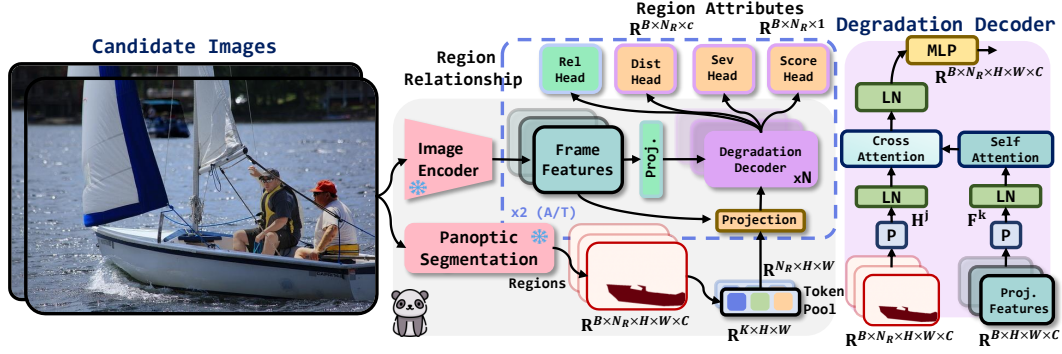 Candidate Images
Region Attributes
R^{B×N_R×c}
R^{B×N_R×1}
Region
Relationship
Rel
Head
Dist
Head
Sev
Head
Score
Head
Image
Encoder
Frame
Features
Proj.
Degradation
Decoder
xN
x2 (A/T)
Projection
Panoptic
Segmentation
Regions
R^{B×N_R×H×W×C}
R^{N_R×H×W}
Token
Pool
R^{K×H×W}
Degradation Decoder
MLP
R^{B×N_R×H×W×C}
LN
Cross
Attention
Self
Attention
LN
LN
H^j
F^k
P
P
Proj.
Features
R^{B×N_R×H×W×C}
R^{B×H×W×C}